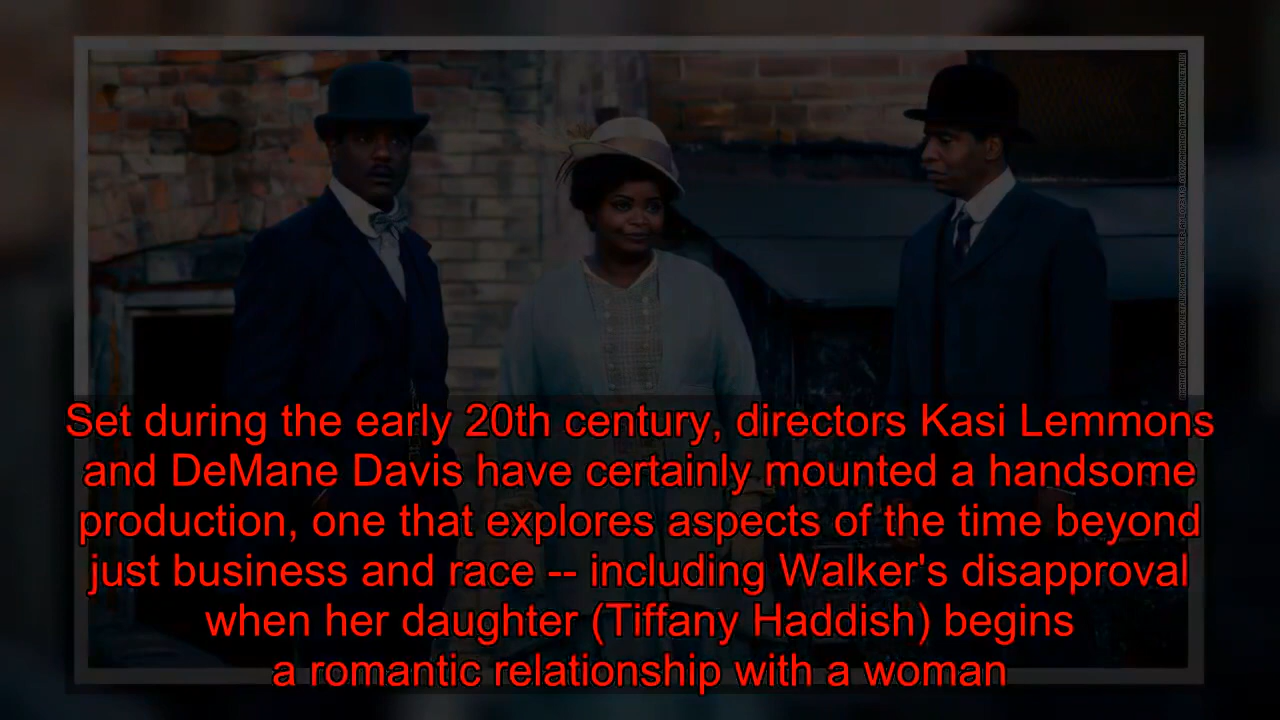 Set during the early 20th century, directors Kasi Lemmons
and DeMane Davis have certainly mounted a handsome
production, one that explores aspects of the time beyond
just business and race -- including Walker's disapproval
when her daughter (Tiffany Haddish) begins
a romantic relationship with a woman